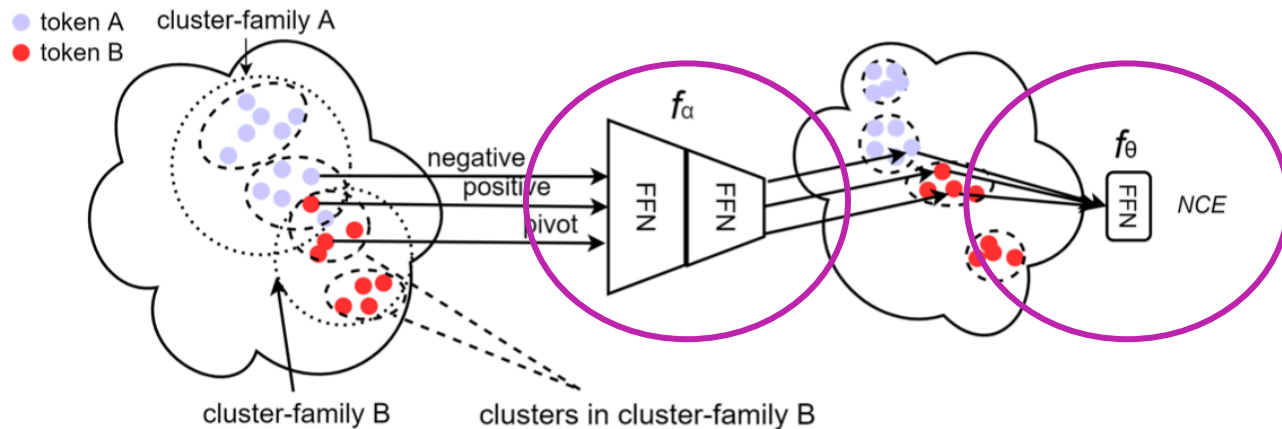 token A
token B
cluster-family A
negative
positive
pivot
fα
FFN
FFN
fθ
FFN
NCE
cluster-family B
clusters in cluster-family B